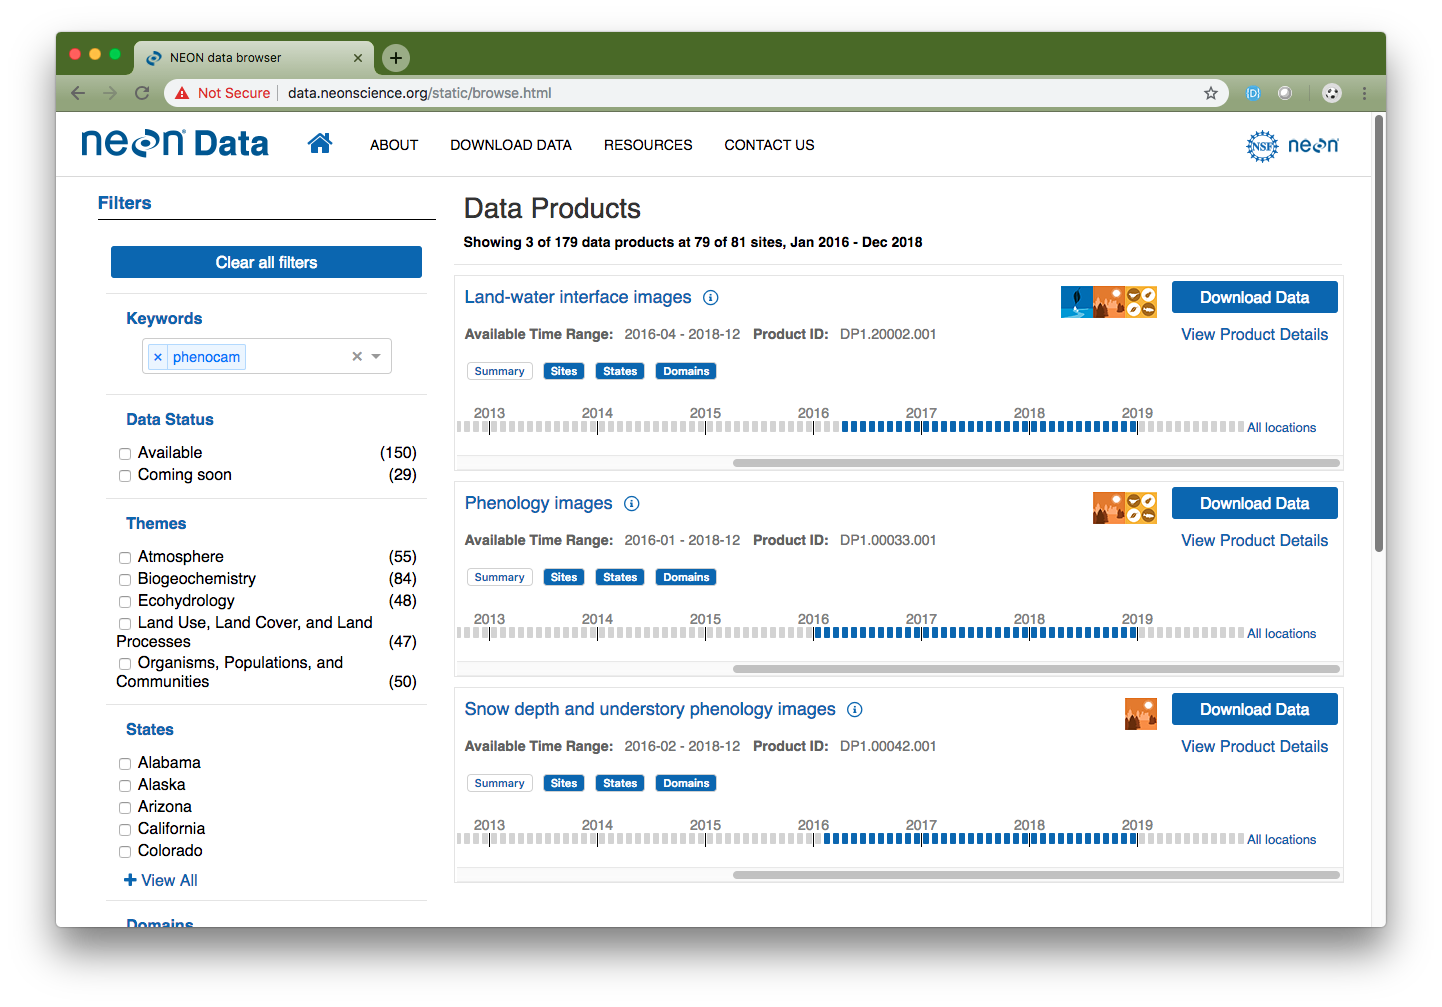 NEON data browser
Not Secure data.neonscience.org/static/browse.html
neon Data
ABOUT DOWNLOAD DATA RESOURCES CONTACT US
NSF neon
Filters
Clear all filters
Keywords
× phenocam
Data Status
Available (150)
Coming soon (29)
Themes
Atmosphere (55)
Biogeochemistry (84)
Ecohydrology (48)
Land Use, Land Cover, and Land
Processes (47)
Organisms, Populations, and
Communities (50)
States
Alabama
Alaska
Arizona
California
Colorado
+ View All
Domains
Data Products
Showing 3 of 179 data products at 79 of 81 sites, Jan 2016 - Dec 2018
Land-water interface images
Download Data
Available Time Range: 2016-04 - 2018-12 Product ID: DP1.20002.001
View Product Details
Summary Sites States Domains
2013 2014 2015 2016 2017 2018 2019
All locations
Phenology images
Download Data
Available Time Range: 2016-01 - 2018-12 Product ID: DP1.00033.001
View Product Details
Summary Sites States Domains
2013 2014 2015 2016 2017 2018 2019
All locations
Snow depth and understory phenology images
Download Data
Available Time Range: 2016-02 - 2018-12 Product ID: DP1.00042.001
View Product Details
Summary Sites States Domains
2013 2014 2015 2016 2017 2018 2019
All locations